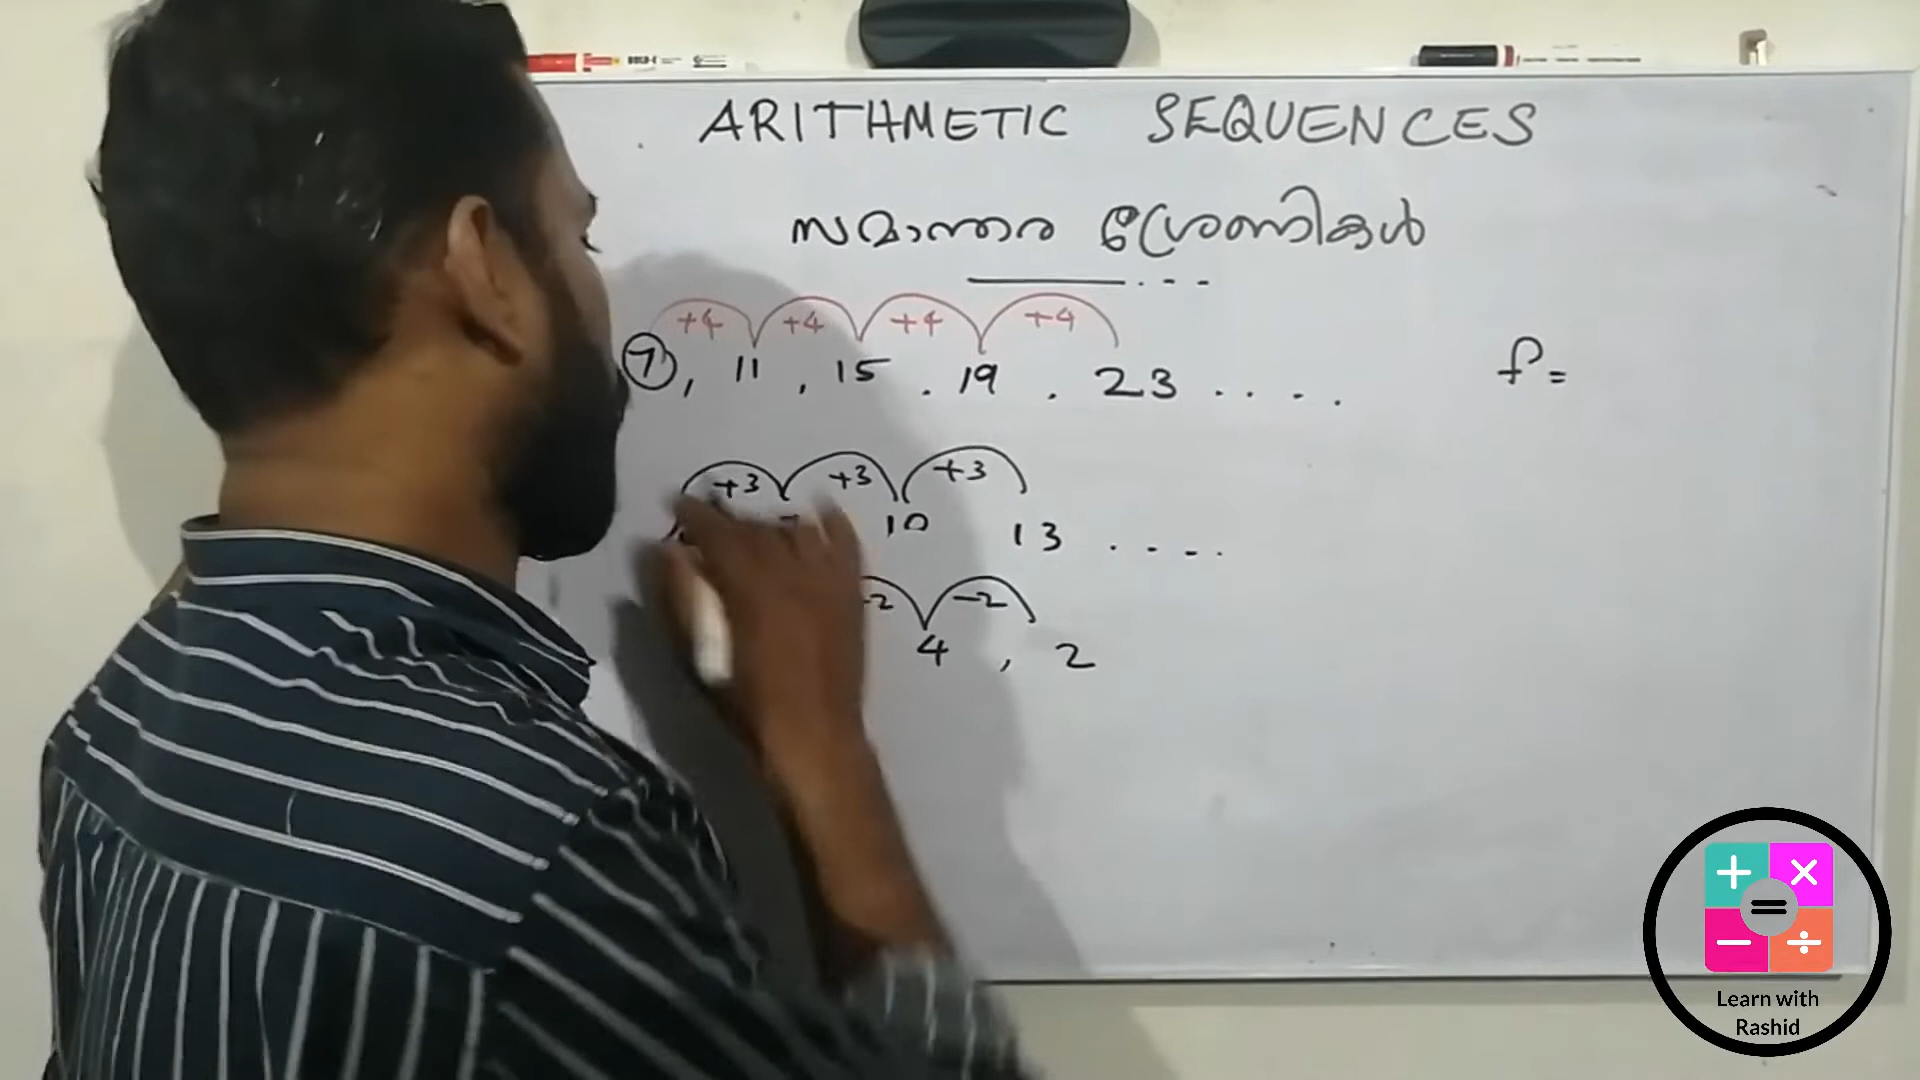 ARITHMETIC SEQUENCES
സമാന്തര ശ്രേണികൾ
+4 +4 +4 +4
7, 11, 15, 19, 23 ....
f =
+3 +3 +3
10 13 ....
-2 -2
4, 2
+ ×
=
− ÷
Learn with
Rashid